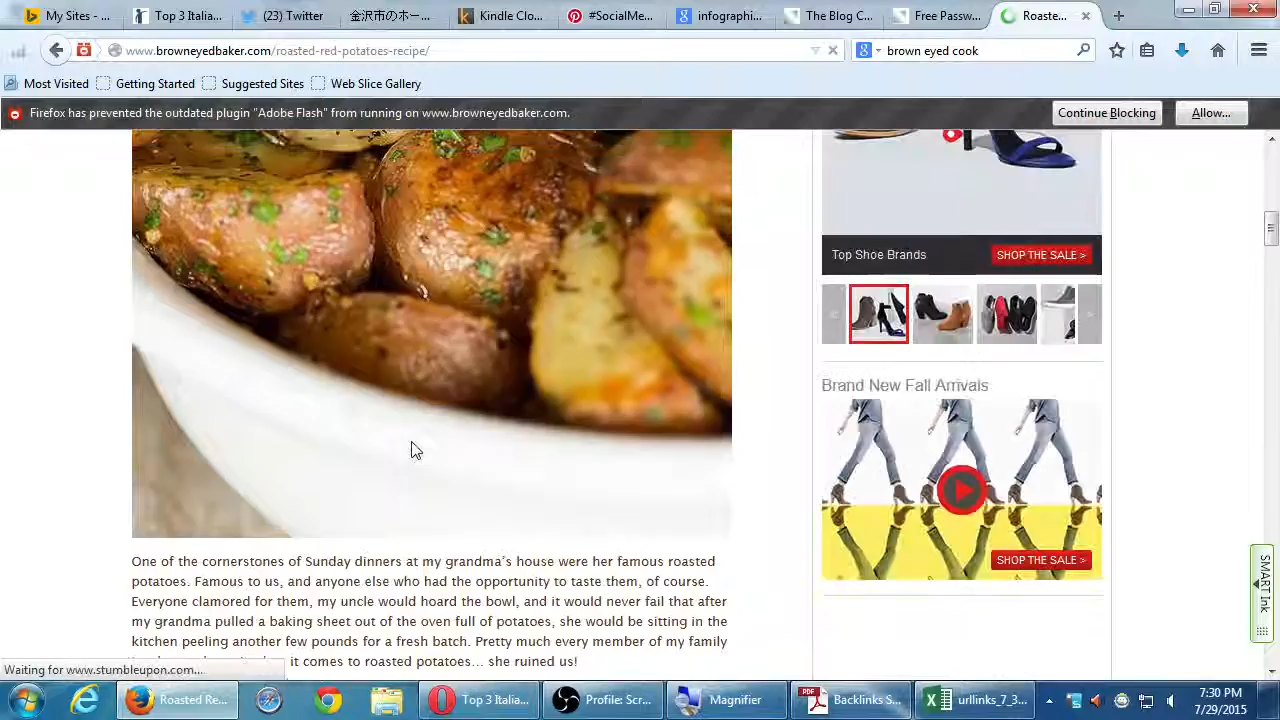 My Sites - ...
Top 3 Italia...
(23) Twitter
金沢市のホー...
Kindle Clo...
#SocialMe...
infographi...
The Blog C...
Free Passw...
Roaste...
www.browneyedbaker.com/roasted-red-potatoes-recipe/
brown eyed cook
Most Visited
Getting Started
Suggested Sites
Web Slice Gallery
Firefox has prevented the outdated plugin "Adobe Flash" from running on www.browneyedbaker.com.
Continue Blocking
Allow...
Top Shoe Brands
SHOP THE SALE >
Brand New Fall Arrivals
SHOP THE SALE >
SMART Ink
One of the cornerstones of Sunday dinners at my grandma's house were her famous roasted
potatoes. Famous to us, and anyone else who had the opportunity to taste them, of course.
Everyone clamored for them, my uncle would hoard the bowl, and it would never fail that after
my grandma pulled a baking sheet out of the oven full of potatoes, she would be sitting in the
kitchen peeling another few pounds for a fresh batch. Pretty much every member of my family
it comes to roasted potatoes... she ruined us!
Waiting for www.stumbleupon.com...
Roasted Re...
Top 3 Italia...
Profile: Scr...
Magnifier
Backlinks S...
urllinks_7_3...
7:30 PM
7/29/2015